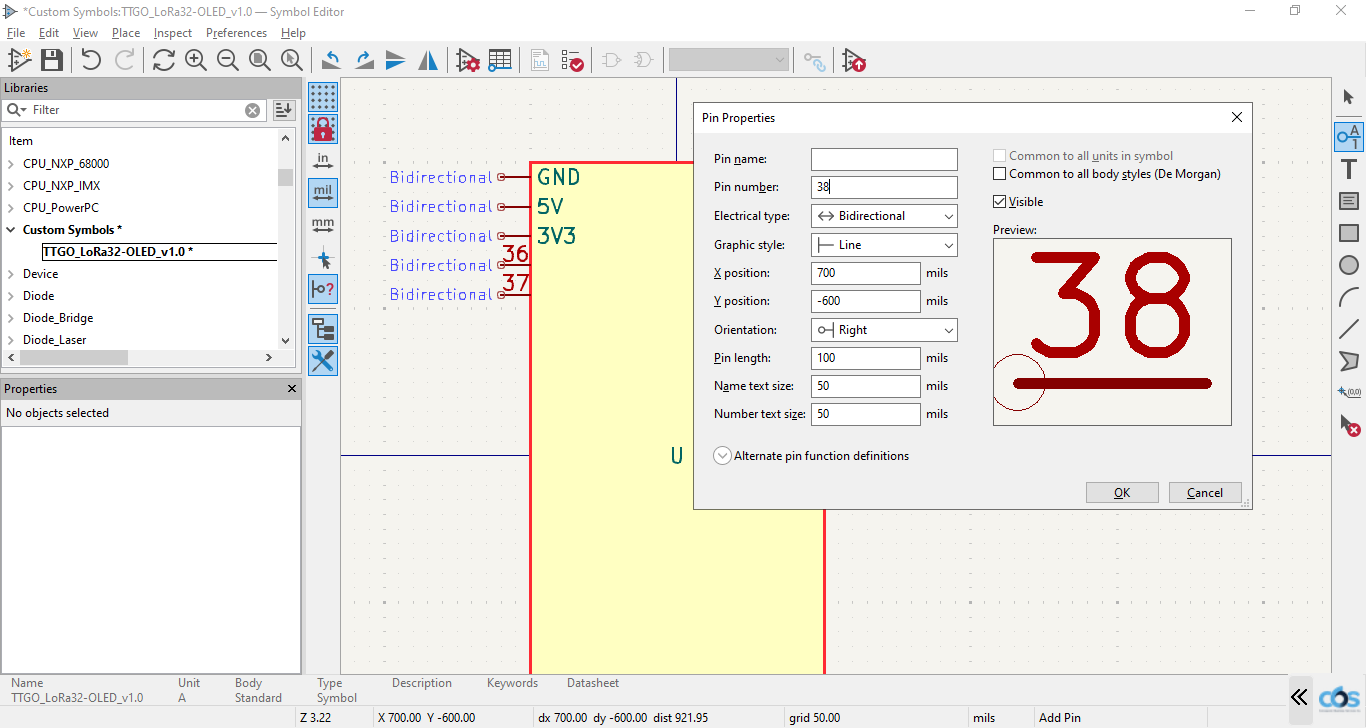 *Custom Symbols:TTGO_LoRa32-OLED_v1.0 — Symbol Editor
File Edit View Place Inspect Preferences Help
Libraries
Filter
Item
CPU_NXP_68000
CPU_NXP_IMX
CPU_PowerPC
Custom Symbols *
TTGO_LoRa32-OLED_v1.0 *
Device
Diode
Diode_Bridge
Diode_Laser
Properties
No objects selected
in
mil
mm
Bidirectional GND
Bidirectional 5V
Bidirectional 3V3
Bidirectional 36
Bidirectional 37
U
Pin Properties
Pin name:
Pin number: 38
Electrical type: Bidirectional
Graphic style: Line
X position: 700 mils
Y position: -600 mils
Orientation: Right
Pin length: 100 mils
Name text size: 50 mils
Number text size: 50 mils
Alternate pin function definitions
Common to all units in symbol
Common to all body styles (De Morgan)
Visible
Preview:
38
OK Cancel
A
1
T
(0,0)
Name Unit Body Type Description Keywords Datasheet
TTGO_LoRa32-OLED_v1.0 A Standard Symbol
Z 3.22 X 700.00 Y -600.00 dx 700.00 dy -600.00 dist 921.95 grid 50.00 mils Add Pin